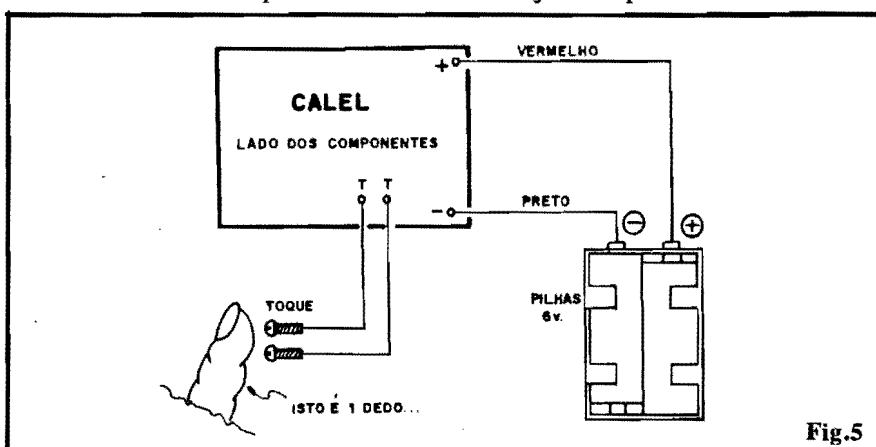 VERMELHO
+
CALEL
LADO DOS COMPONENTES
T T
-
PRETO
- +
TOQUE
PILHAS
6v.
ISTO É 1 DEDO...
Fig.5